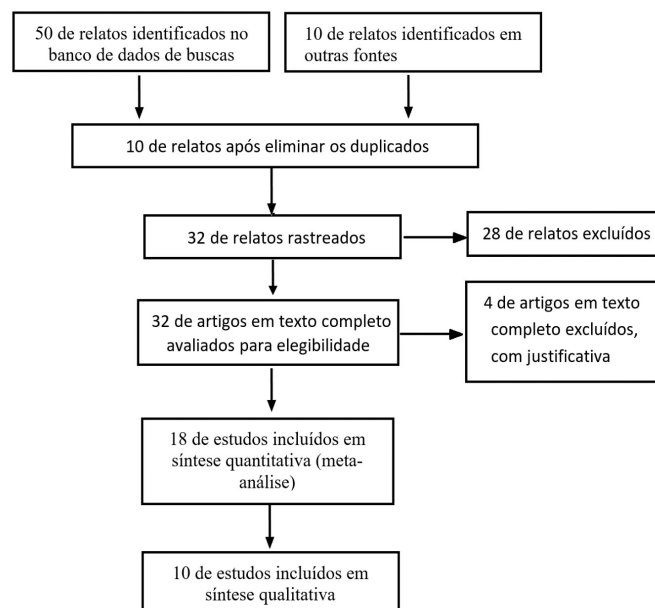 50 de relatos identificados no
banco de dados de buscas
10 de relatos identificados em
outras fontes
10 de relatos após eliminar os duplicados
32 de relatos rastreados
28 de relatos excluídos
32 de artigos em texto completo
avaliados para elegibilidade
4 de artigos em texto
completo excluídos,
com justificativa
18 de estudos incluídos em
síntese quantitativa (meta-
análise)
10 de estudos incluídos em
síntese qualitativa